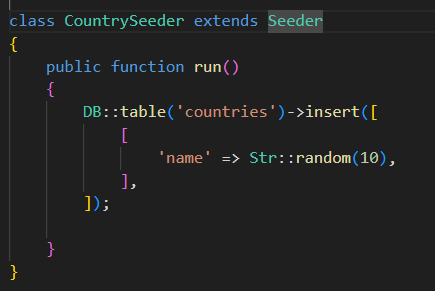 class CountrySeeder extends Seeder
{
    public function run()
    {
        DB::table('countries')->insert([
            [
                'name' => Str::random(10),
            ],
        ]);
    }
}